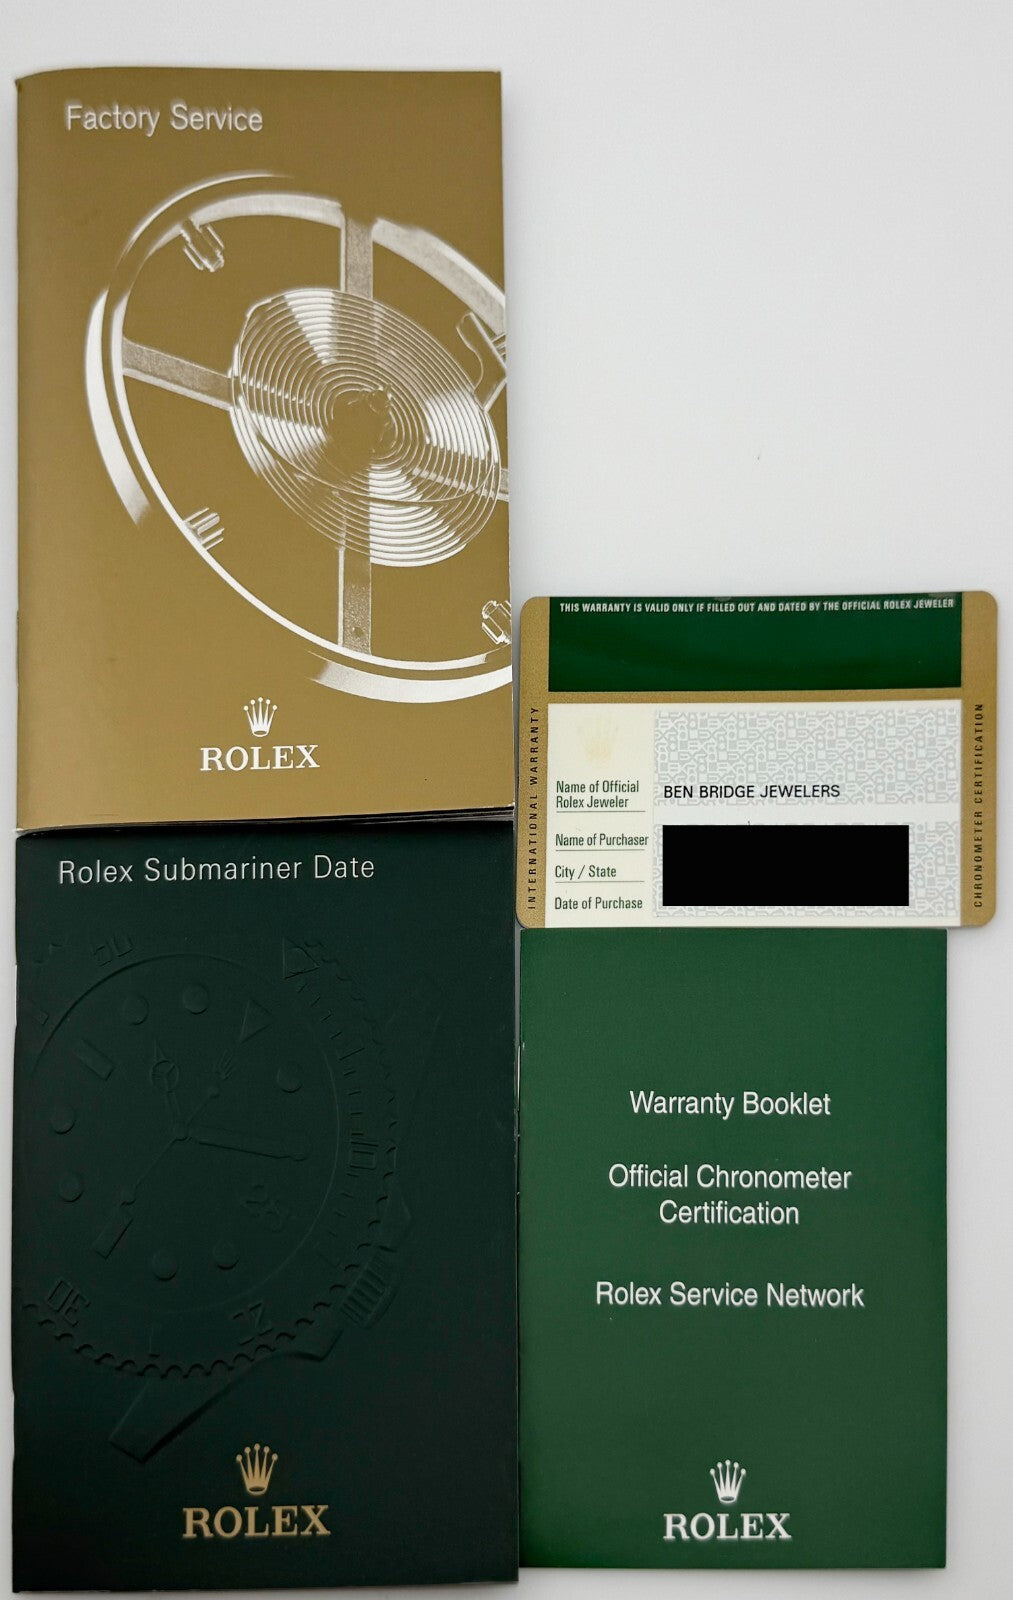 Factory Service
ROLEX
THIS WARRANTY IS VALID ONLY IF FILLED OUT AND DATED BY THE OFFICIAL ROLEX JEWELER
INTERNATIONAL WARRANTY
Name of Official
Rolex Jeweler
BEN BRIDGE JEWELERS
Name of Purchaser
City / State
Date of Purchase
CHRONOMETER CERTIFICATION
Rolex Submariner Date
ROLEX
Warranty Booklet
Official Chronometer
Certification
Rolex Service Network
ROLEX